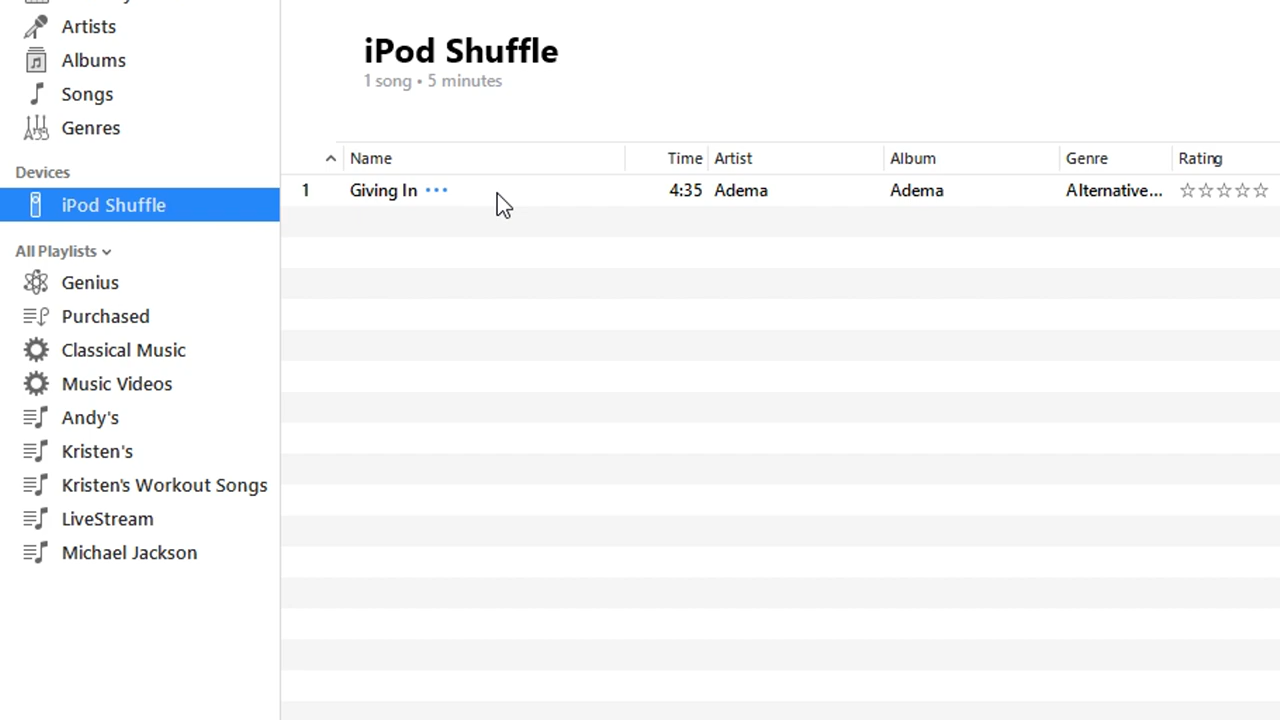 Artists
Albums
Songs
Genres
Devices
iPod Shuffle
All Playlists
Genius
Purchased
Classical Music
Music Videos
Andy's
Kristen's
Kristen's Workout Songs
LiveStream
Michael Jackson
iPod Shuffle
1 song • 5 minutes
Name Time Artist Album Genre Rating
1 Giving In ••• 4:35 Adema Adema Alternative... ☆☆☆☆☆